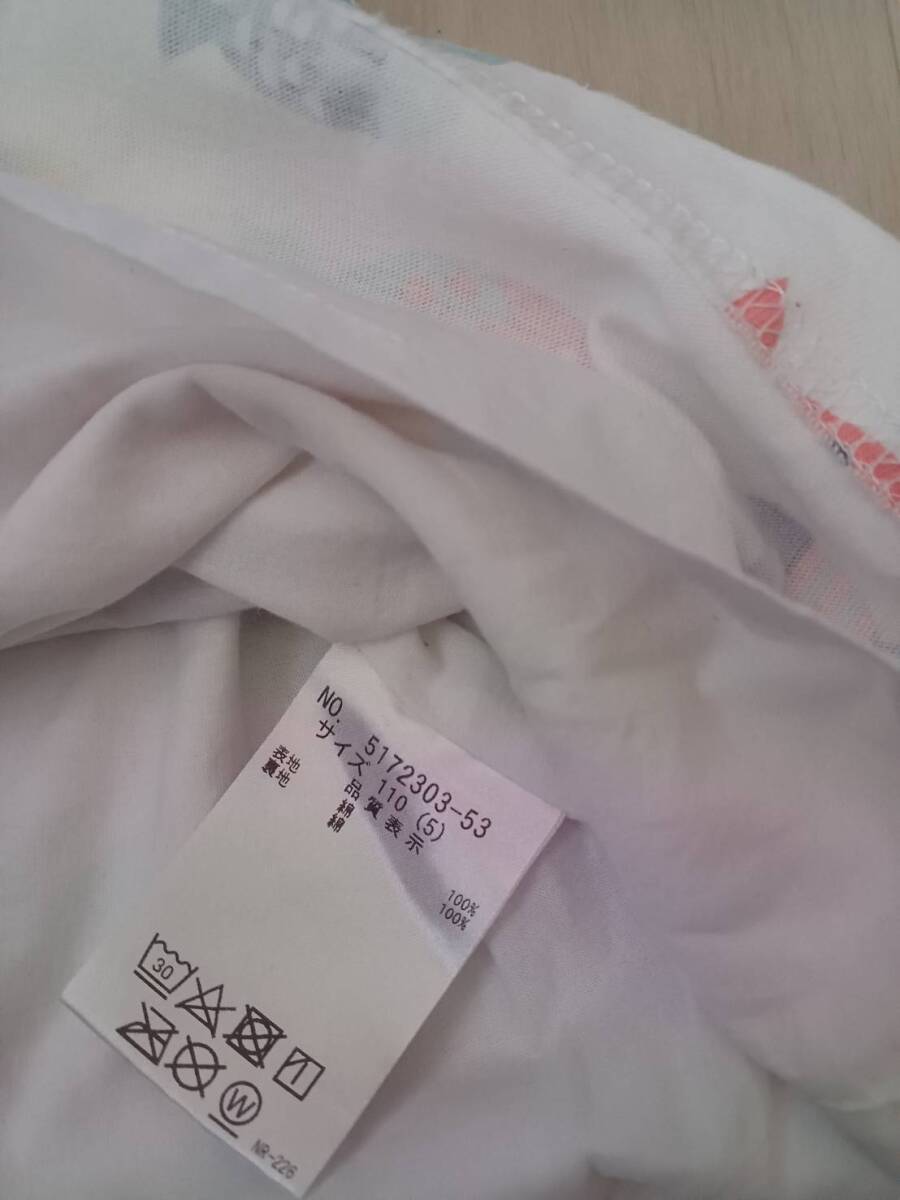 NO. 5172303-53
サイズ 110 (5)
品質表示
表地 綿 100%
裏地 綿 100%
30
W
NR-226